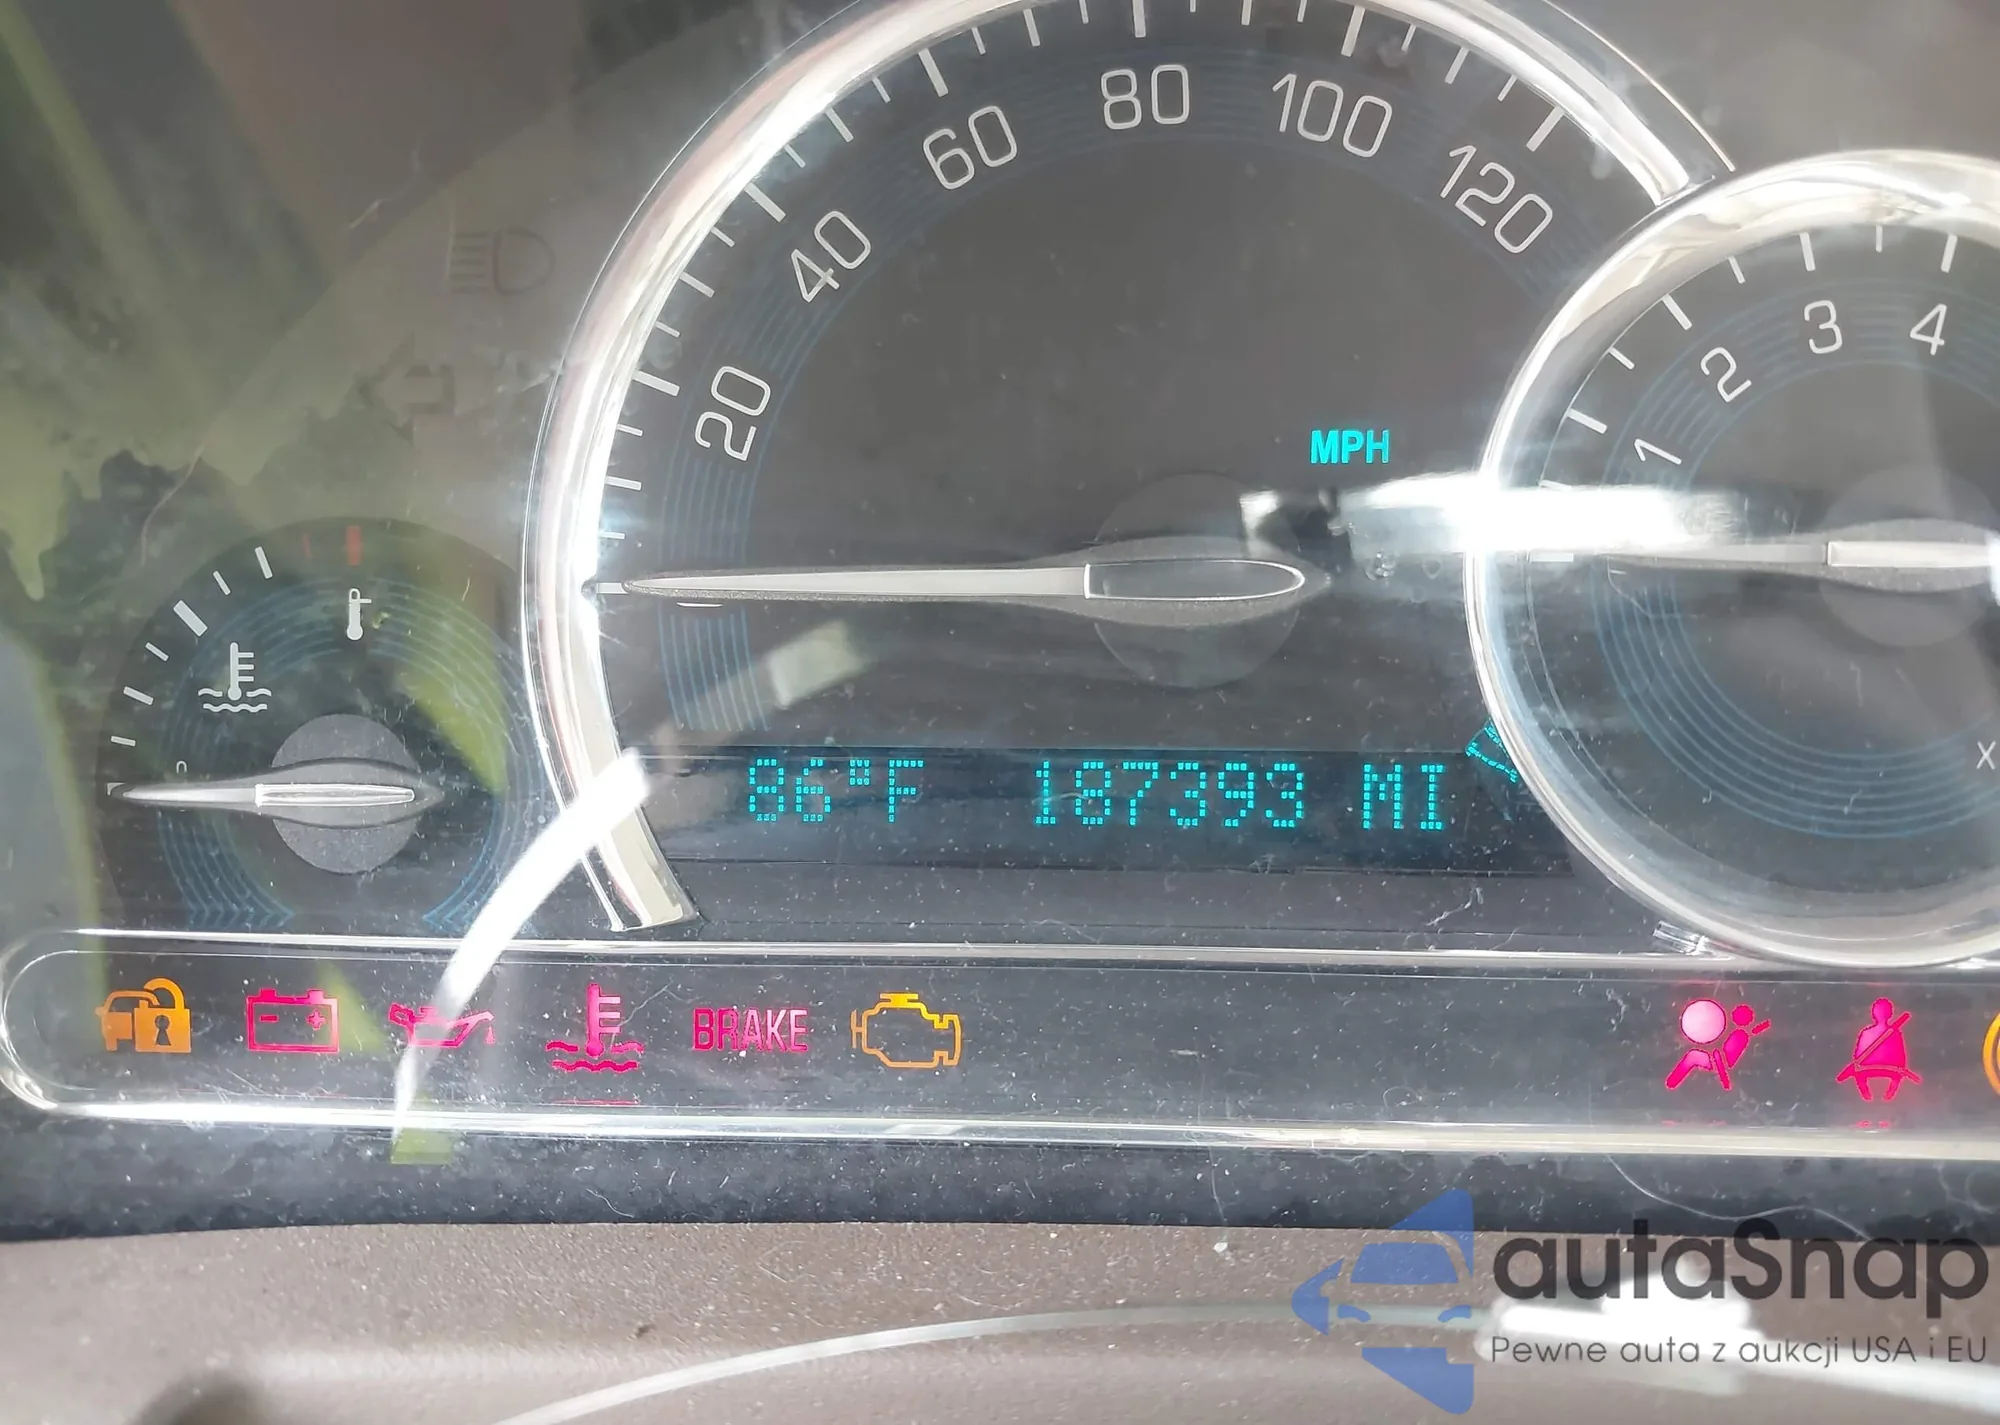 20
40
60
80
100
120
MPH
1
2
3
4
X
86°F 187393 MI
BRAKE
autaSnap
Pewne auta z aukcji USA i EU